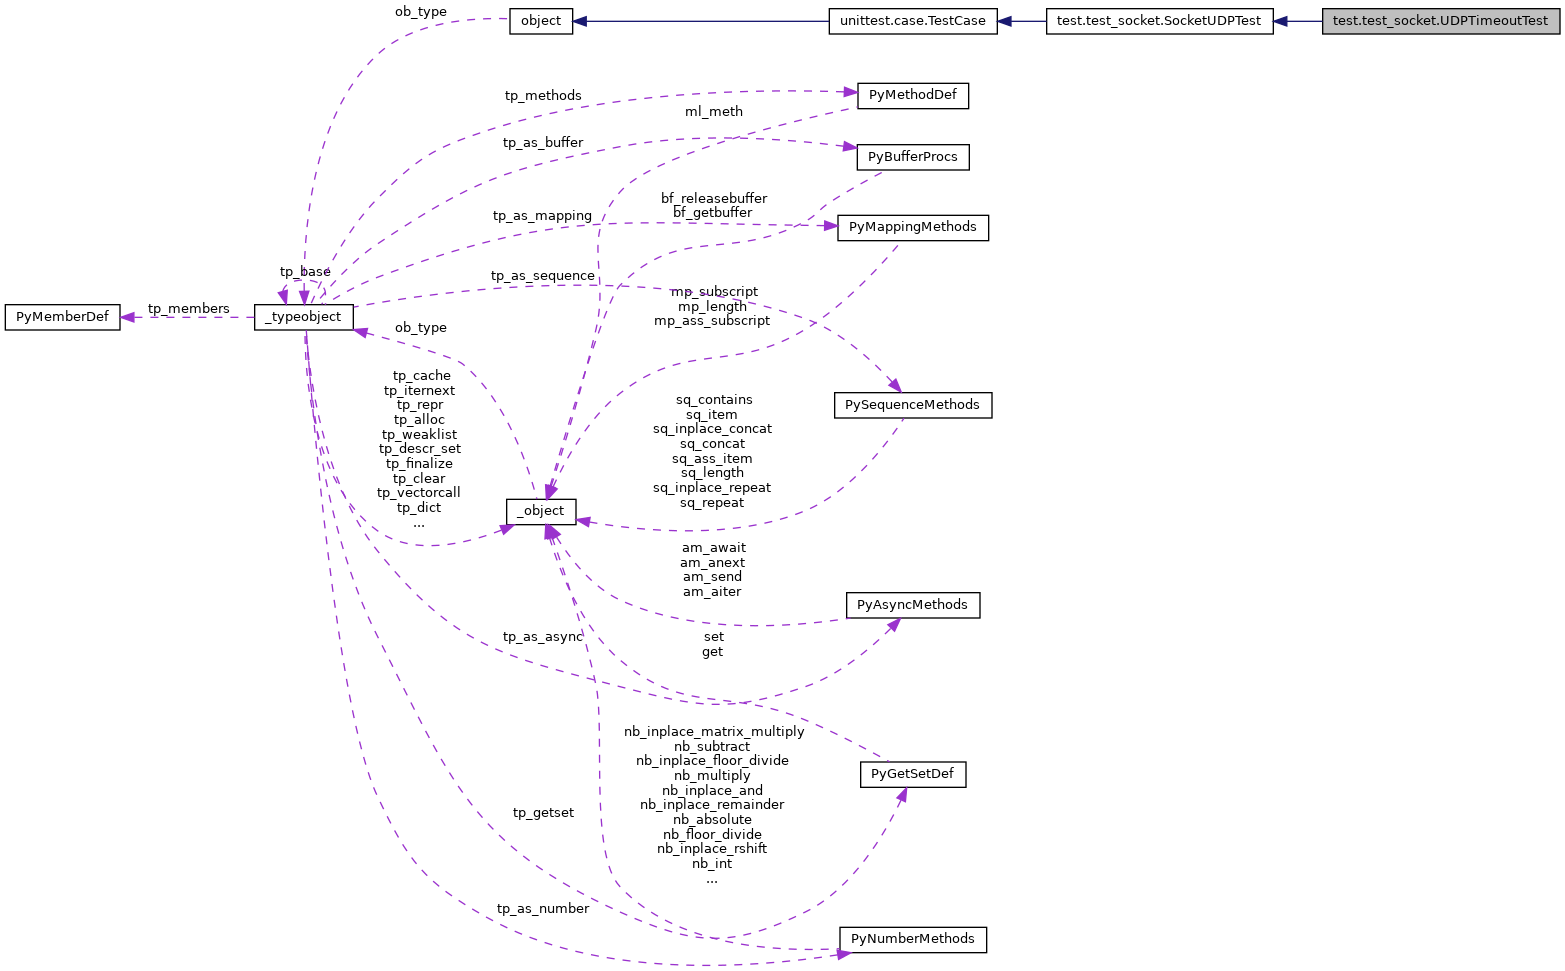 ob_type
object
unittest.case.TestCase
test.test_socket.SocketUDPTest
test.test_socket.UDPTimeoutTest
tp_methods
PyMethodDef
ml_meth
tp_as_buffer
PyBufferProcs
bf_releasebuffer
bf_getbuffer
tp_as_mapping
PyMappingMethods
tp_base
tp_as_sequence
mp_subscript
mp_length
mp_ass_subscript
PyMemberDef
tp_members
_typeobject
ob_type
tp_cache
tp_iternext
tp_repr
tp_alloc
tp_weaklist
tp_descr_set
tp_finalize
tp_clear
tp_vectorcall
tp_dict
...
sq_contains
sq_item
sq_inplace_concat
sq_concat
sq_ass_item
sq_length
sq_inplace_repeat
sq_repeat
PySequenceMethods
_object
am_await
am_anext
am_send
am_aiter
PyAsyncMethods
tp_as_async
set
get
nb_inplace_matrix_multiply
nb_subtract
nb_inplace_floor_divide
nb_multiply
nb_inplace_and
nb_inplace_remainder
nb_absolute
nb_floor_divide
nb_inplace_rshift
nb_int
...
PyGetSetDef
tp_getset
tp_as_number
PyNumberMethods